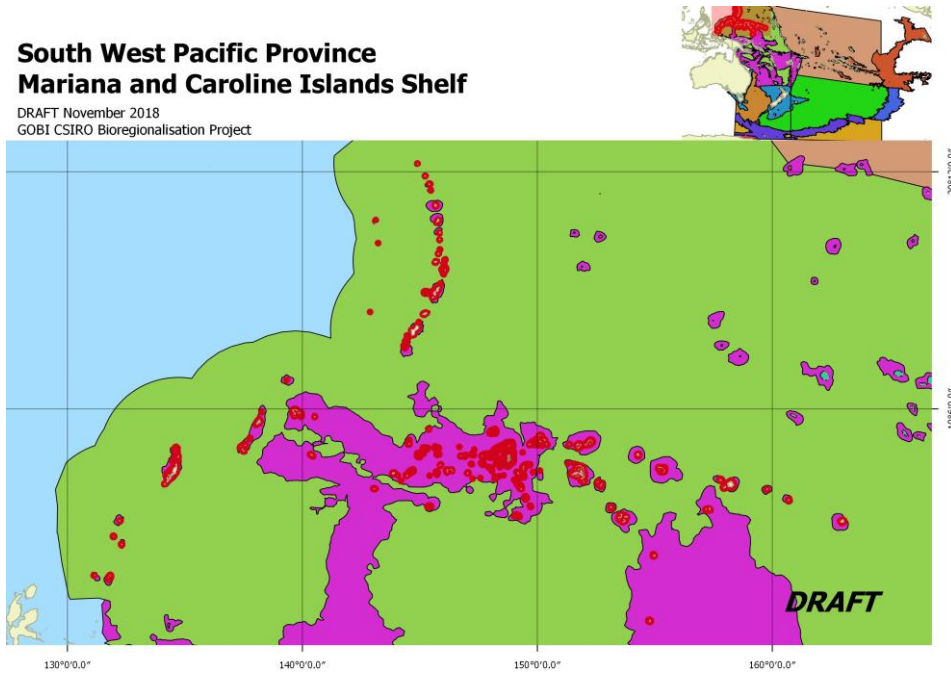 South West Pacific Province
Mariana and Caroline Islands Shelf
DRAFT November 2018
GOBI CSIRO Bioregionalisation Project
DRAFT
130°0'0.0" 140°0'0.0" 150°0'0.0" 160°0'0.0"